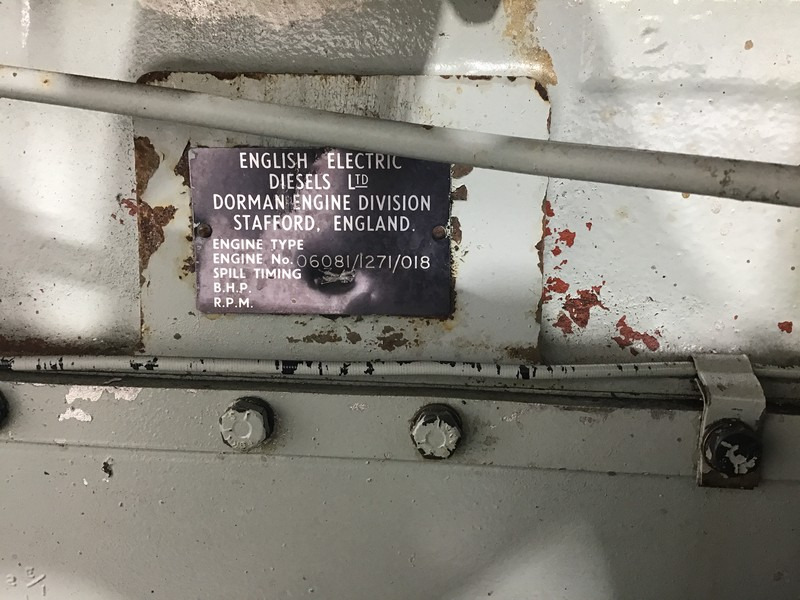 ENGLISH ELECTRIC
DIESELS LTD
DORMAN ENGINE DIVISION
STAFFORD, ENGLAND.
ENGINE TYPE
ENGINE No. 06081/1271/018
SPILL TIMING
B.H.P.
R.P.M.